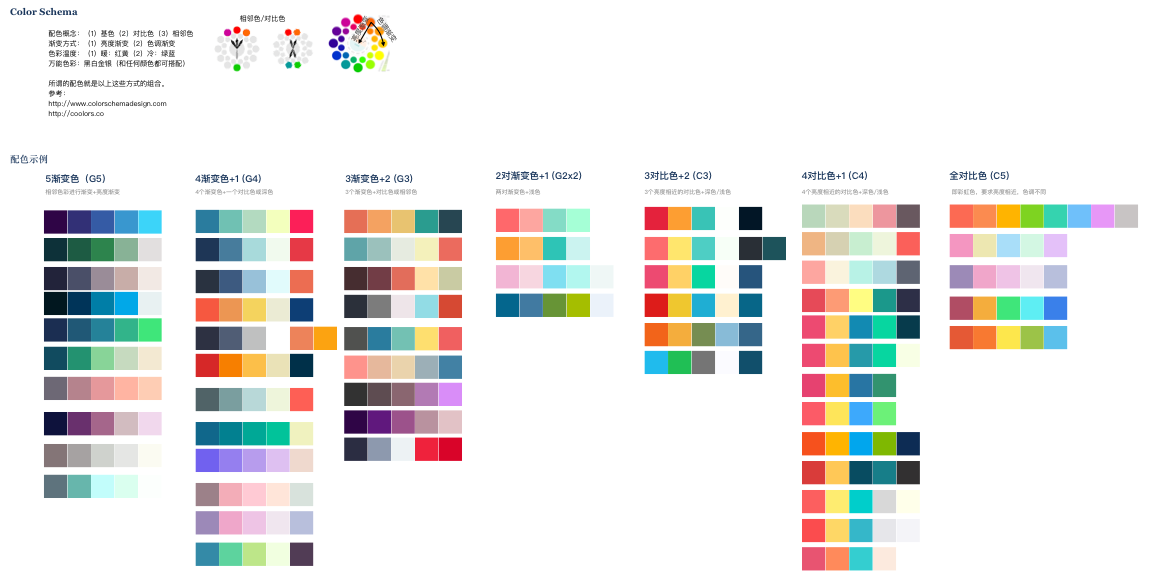 Color Schema
相邻色/对比色
配色概念：（1）基色（2）对比色（3）相邻色
渐变方式：（1）亮度渐变（2）色调渐变
色彩温度：（1）暖：红黄（2）冷：绿蓝
万能色彩：黑白金银（和任何颜色都可搭配）
所谓的配色就是以上这些方式的组合。
参考：
http://www.colorschemadesign.com
http://coolors.co
色调渐变
亮度渐变
配色示例
5渐变色（G5）
相邻色彩进行渐变+亮度渐变
4渐变色+1 (G4)
4个渐变色+一个对比色或深色
3渐变色+2 (G3)
3个渐变色+对比色或相邻色
2对渐变色+1 (G2x2)
两对渐变色+浅色
3对比色+2 (C3)
3个亮度相近的对比色+深色/浅色
4对比色+1 (C4)
4个亮度相近的对比色+深色/浅色
全对比色 (C5)
即彩虹色，要求亮度相近，色调不同